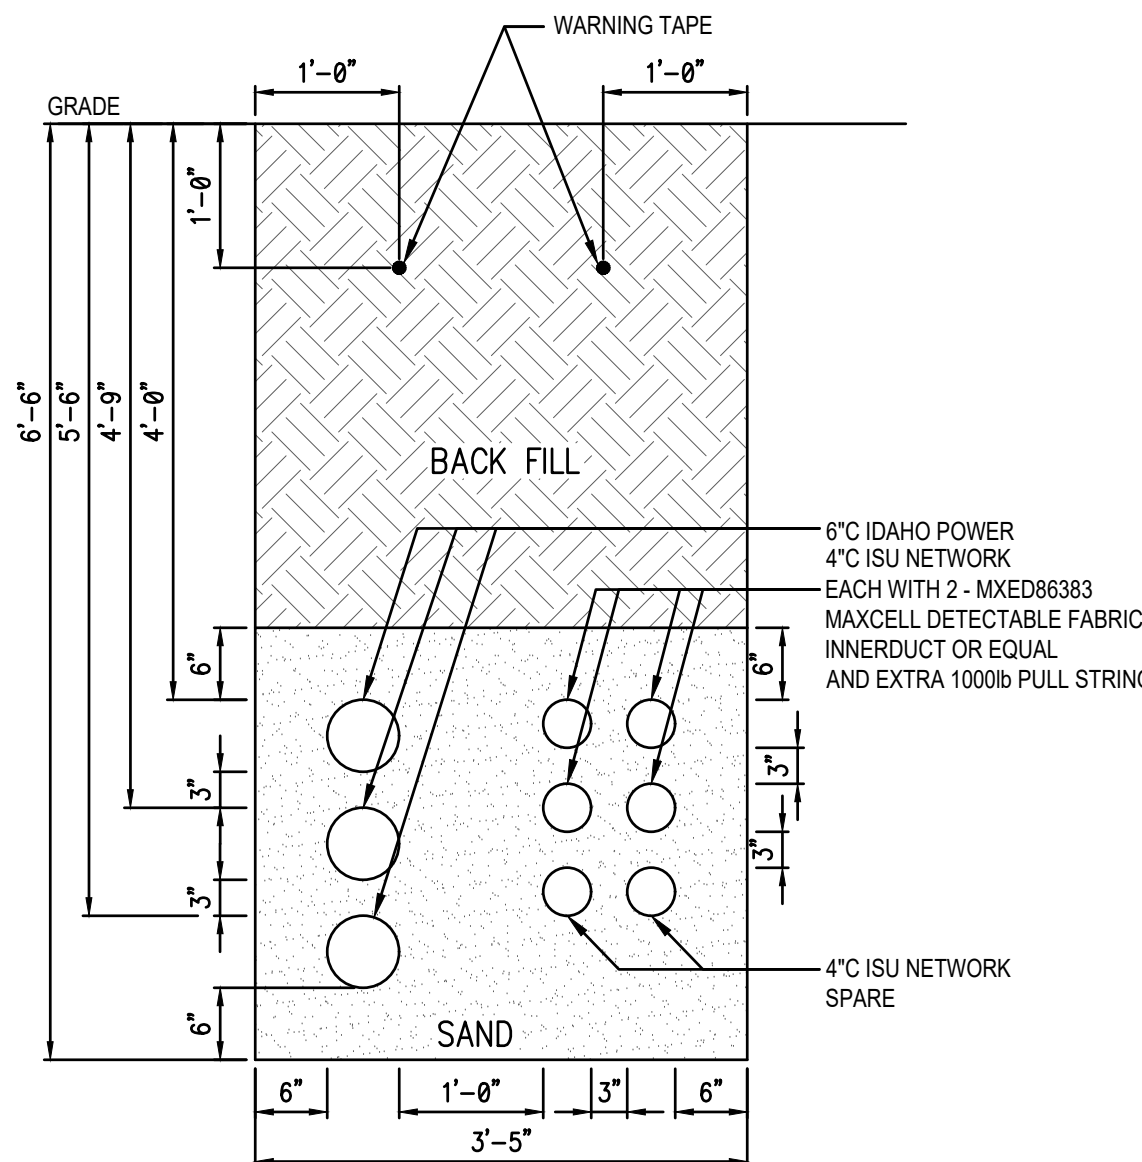 WARNING TAPE
1'-0" 1'-0"
GRADE
1'-0"
6'-6"
5'-6"
4'-9"
4'-0"
BACK FILL
6"C IDAHO POWER
4"C ISU NETWORK
EACH WITH 2 - MXED86383
MAXCELL DETECTABLE FABRIC
INNERDUCT OR EQUAL
AND EXTRA 1000lb PULL STRING
6" 6"
3" 3"
3" 3"
4"C ISU NETWORK
SPARE
6"
SAND
6" 1'-0" 3" 6"
3'-5"